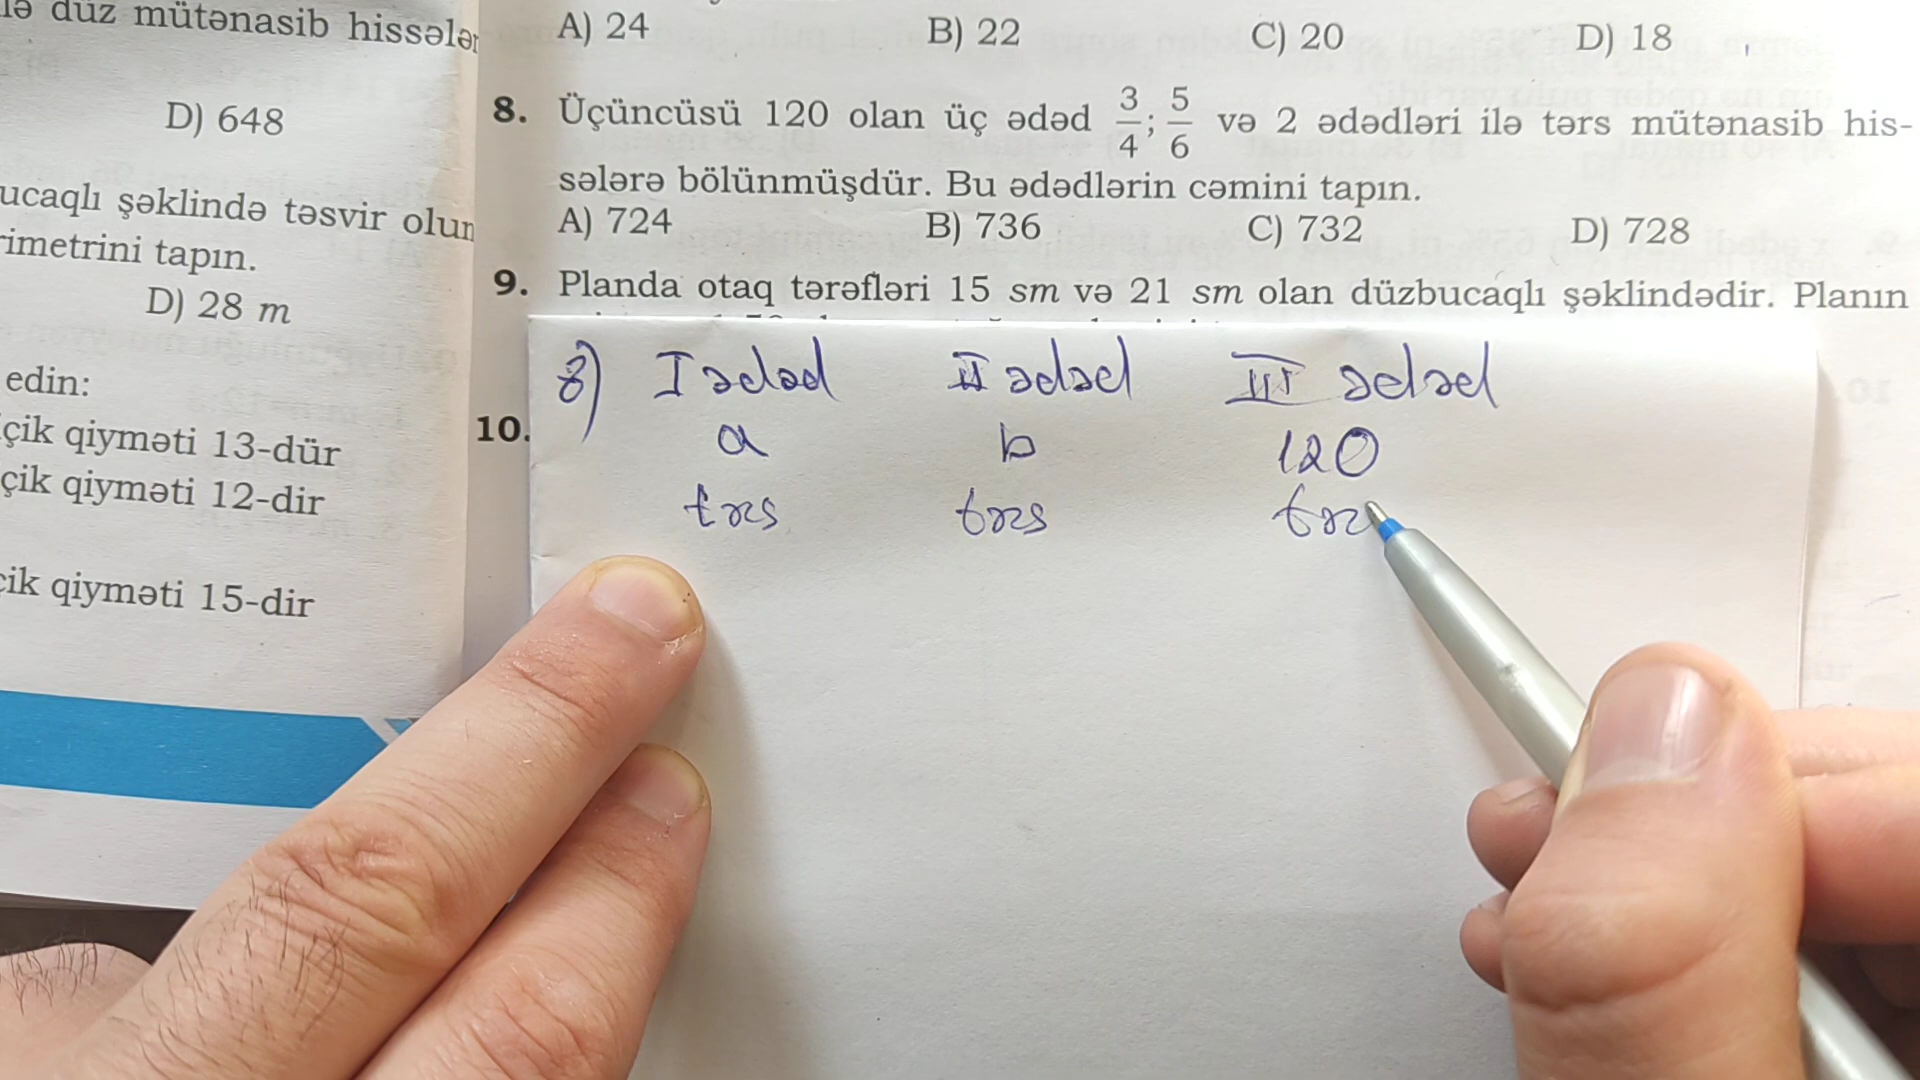 lə düz mütənasib hissələr
D) 648
ucaqlı şəklində təsvir olun
rimetrini tapın.
D) 28 m
edin:
çik qiyməti 13-dür
çik qiyməti 12-dir
çik qiyməti 15-dir
A) 24 B) 22 C) 20 D) 18
8. Üçüncüsü 120 olan üç ədəd 3/4; 5/6 və 2 ədədləri ilə tərs mütənasib his-
sələrə bölünmüşdür. Bu ədədlərin cəmini tapın.
A) 724 B) 736 C) 732 D) 728
9. Planda otaq tərəfləri 15 sm və 21 sm olan düzbucaqlı şəklindədir. Planın
10.
8) I ədəd II ədəd III ədəd
a b 120
tərs tərs tər